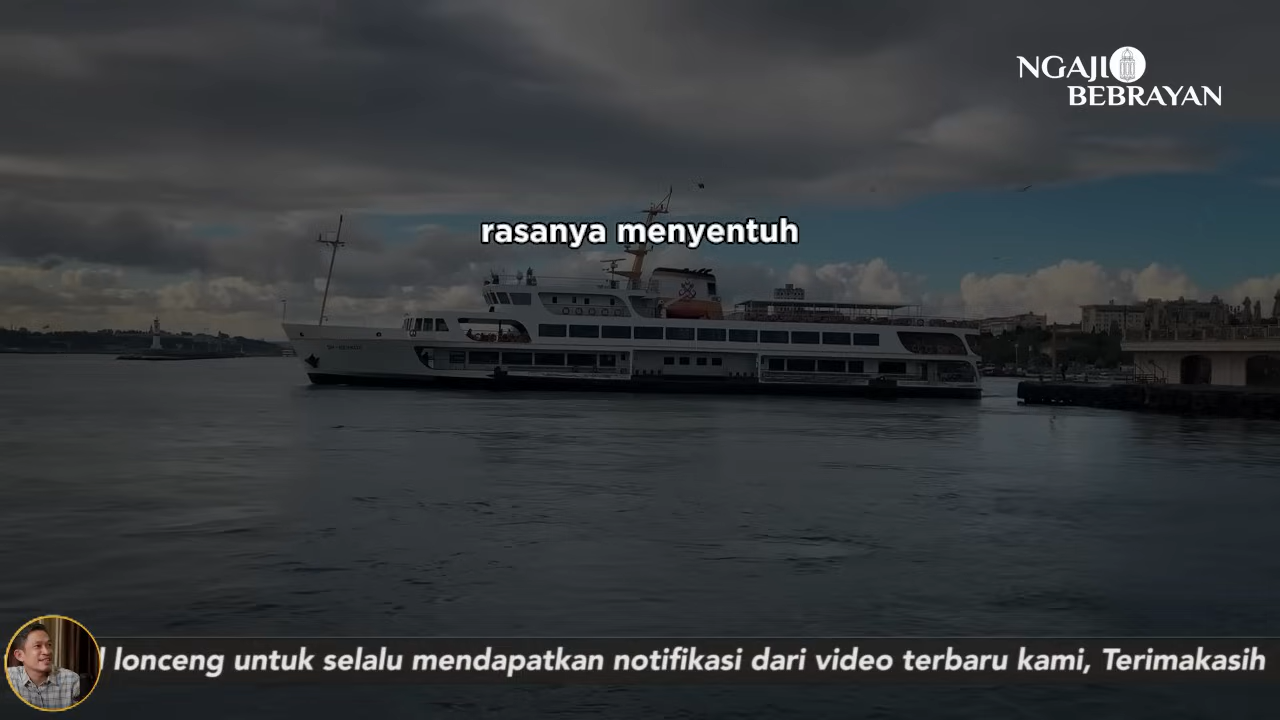 NGAJI
BEBRAYAN
rasanya menyentuh
lonceng untuk selalu mendapatkan notifikasi dari video terbaru kami, Terimakasih